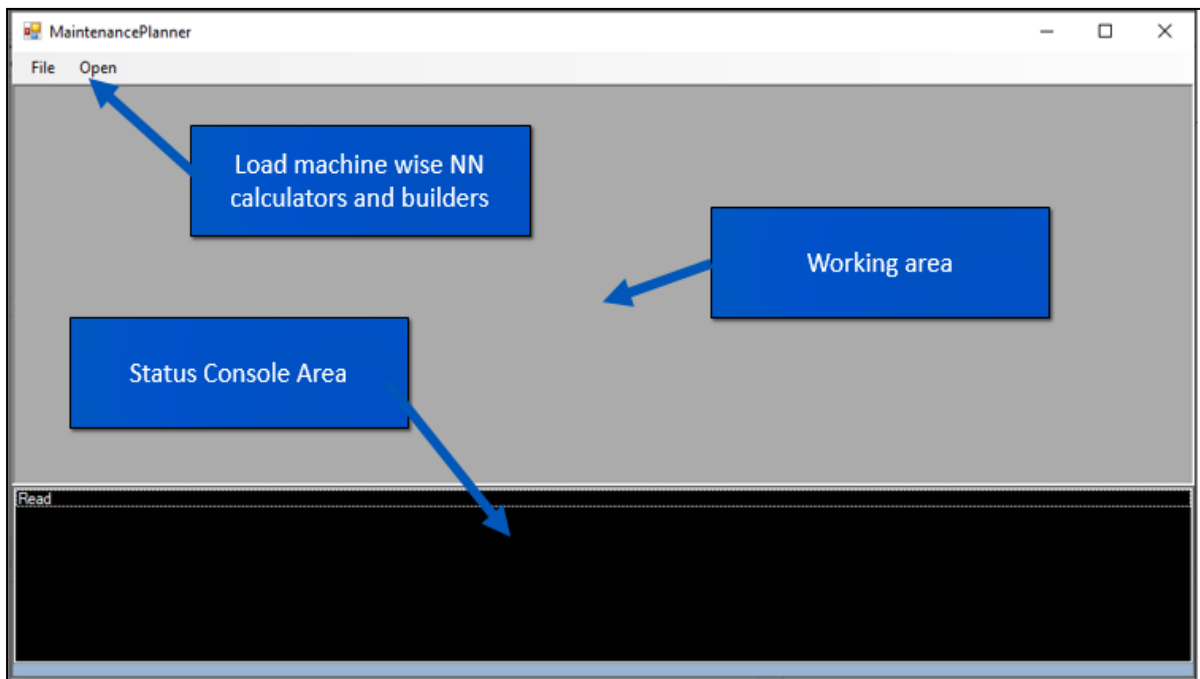 MaintenancePlanner
File Open
Load machine wise NN
calculators and builders
Working area
Status Console Area
Read